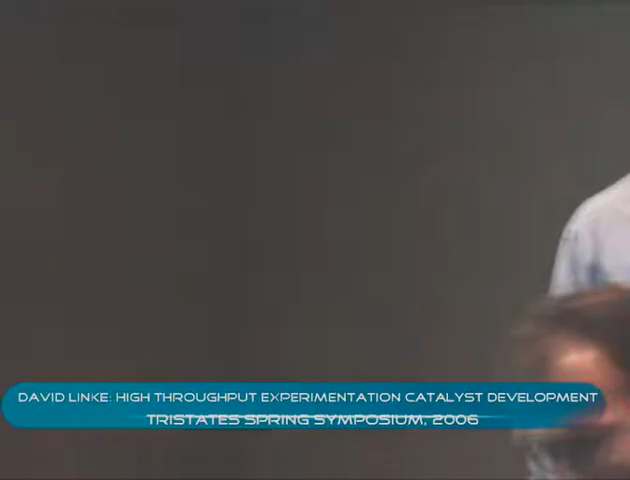 DAVID LINKE: HIGH THROUGHPUT EXPERIMENTATION CATALYST DEVELOPMENT
TRISTATES SPRING SYMPOSIUM, 2006